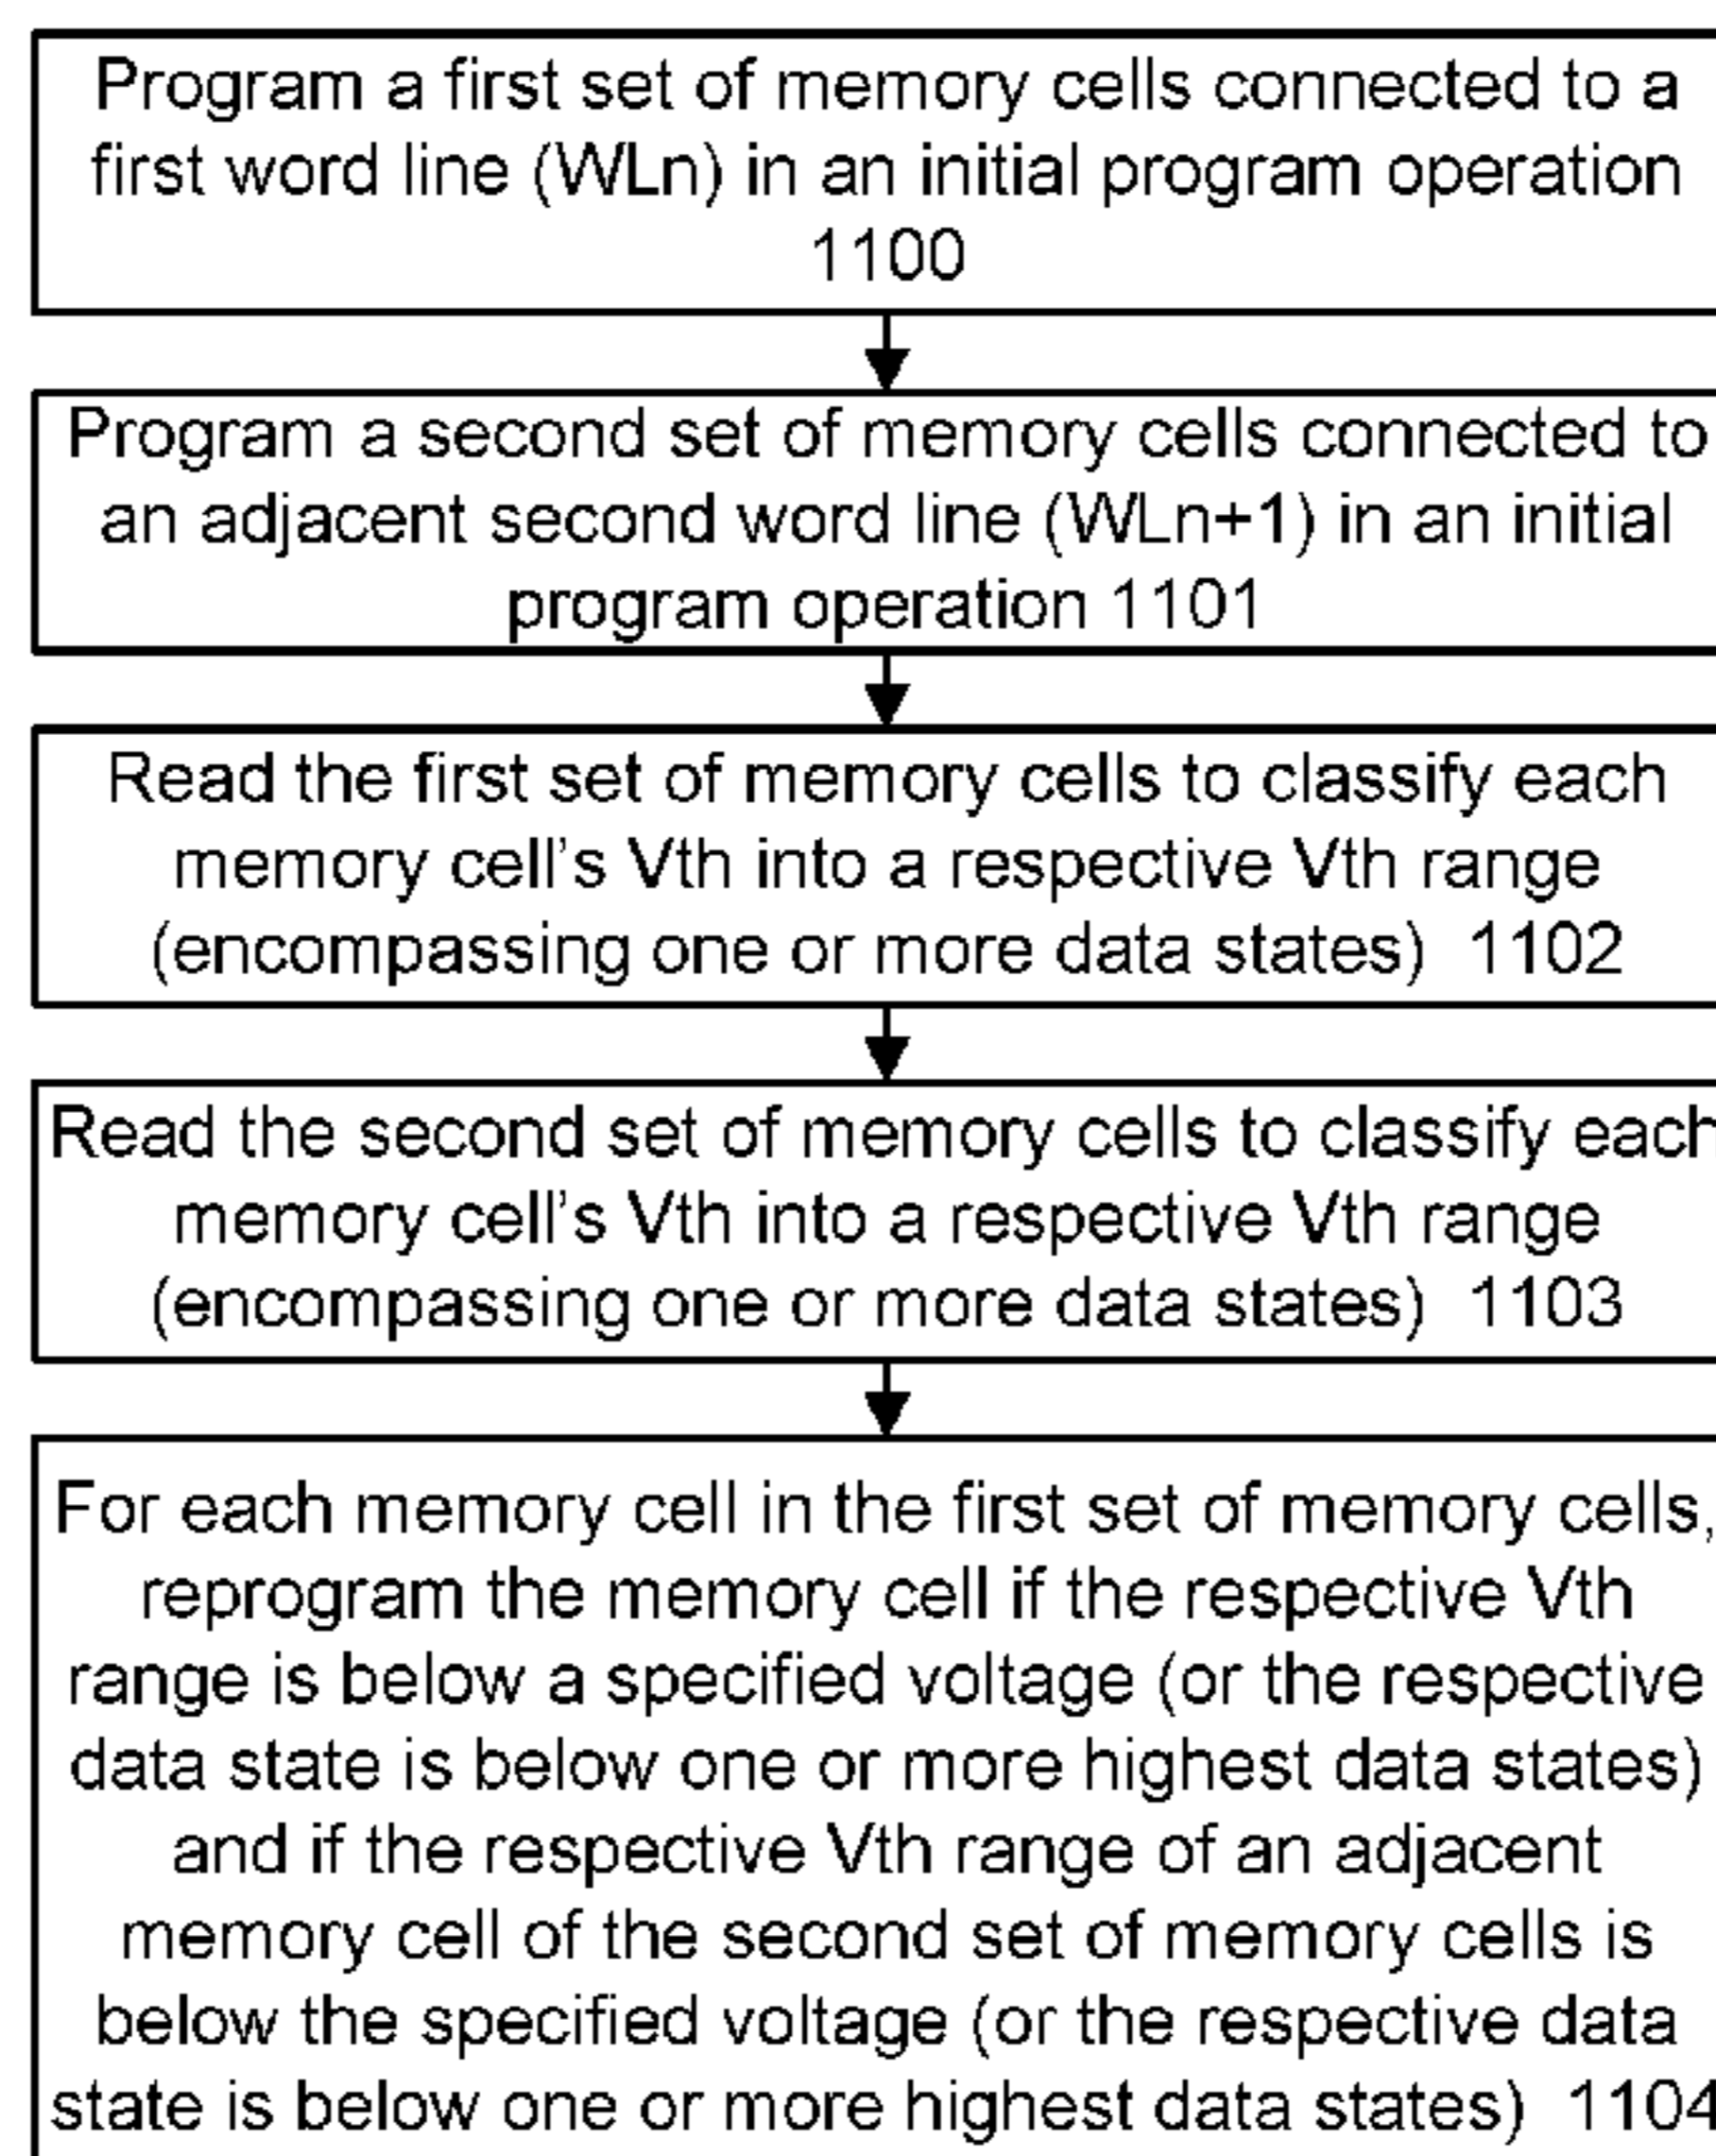 Program a first set of memory cells connected to a
first word line (WLn) in an initial program operation
1100
Program a second set of memory cells connected to
an adjacent second word line (WLn+1) in an initial
program operation 1101
Read the first set of memory cells to classify each
memory cell's Vth into a respective Vth range
(encompassing one or more data states) 1102
Read the second set of memory cells to classify each
memory cell's Vth into a respective Vth range
(encompassing one or more data states) 1103
For each memory cell in the first set of memory cells,
reprogram the memory cell if the respective Vth
range is below a specified voltage (or the respective
data state is below one or more highest data states)
and if the respective Vth range of an adjacent
memory cell of the second set of memory cells is
below the specified voltage (or the respective data
state is below one or more highest data states) 1104